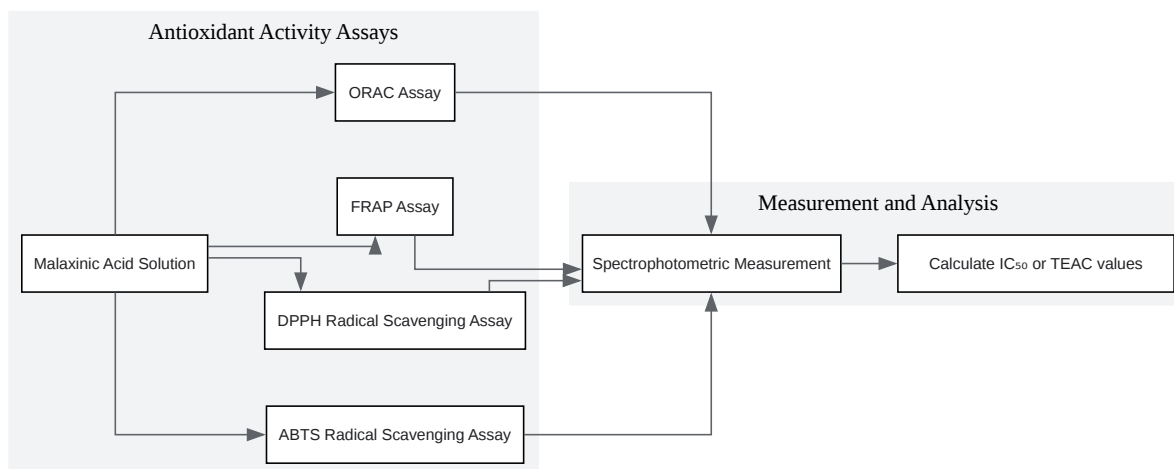 Antioxidant Activity Assays
ORAC Assay
FRAP Assay
Measurement and Analysis
Malaxinic Acid Solution
Spectrophotometric Measurement
Calculate IC₅₀ or TEAC values
DPPH Radical Scavenging Assay
ABTS Radical Scavenging Assay